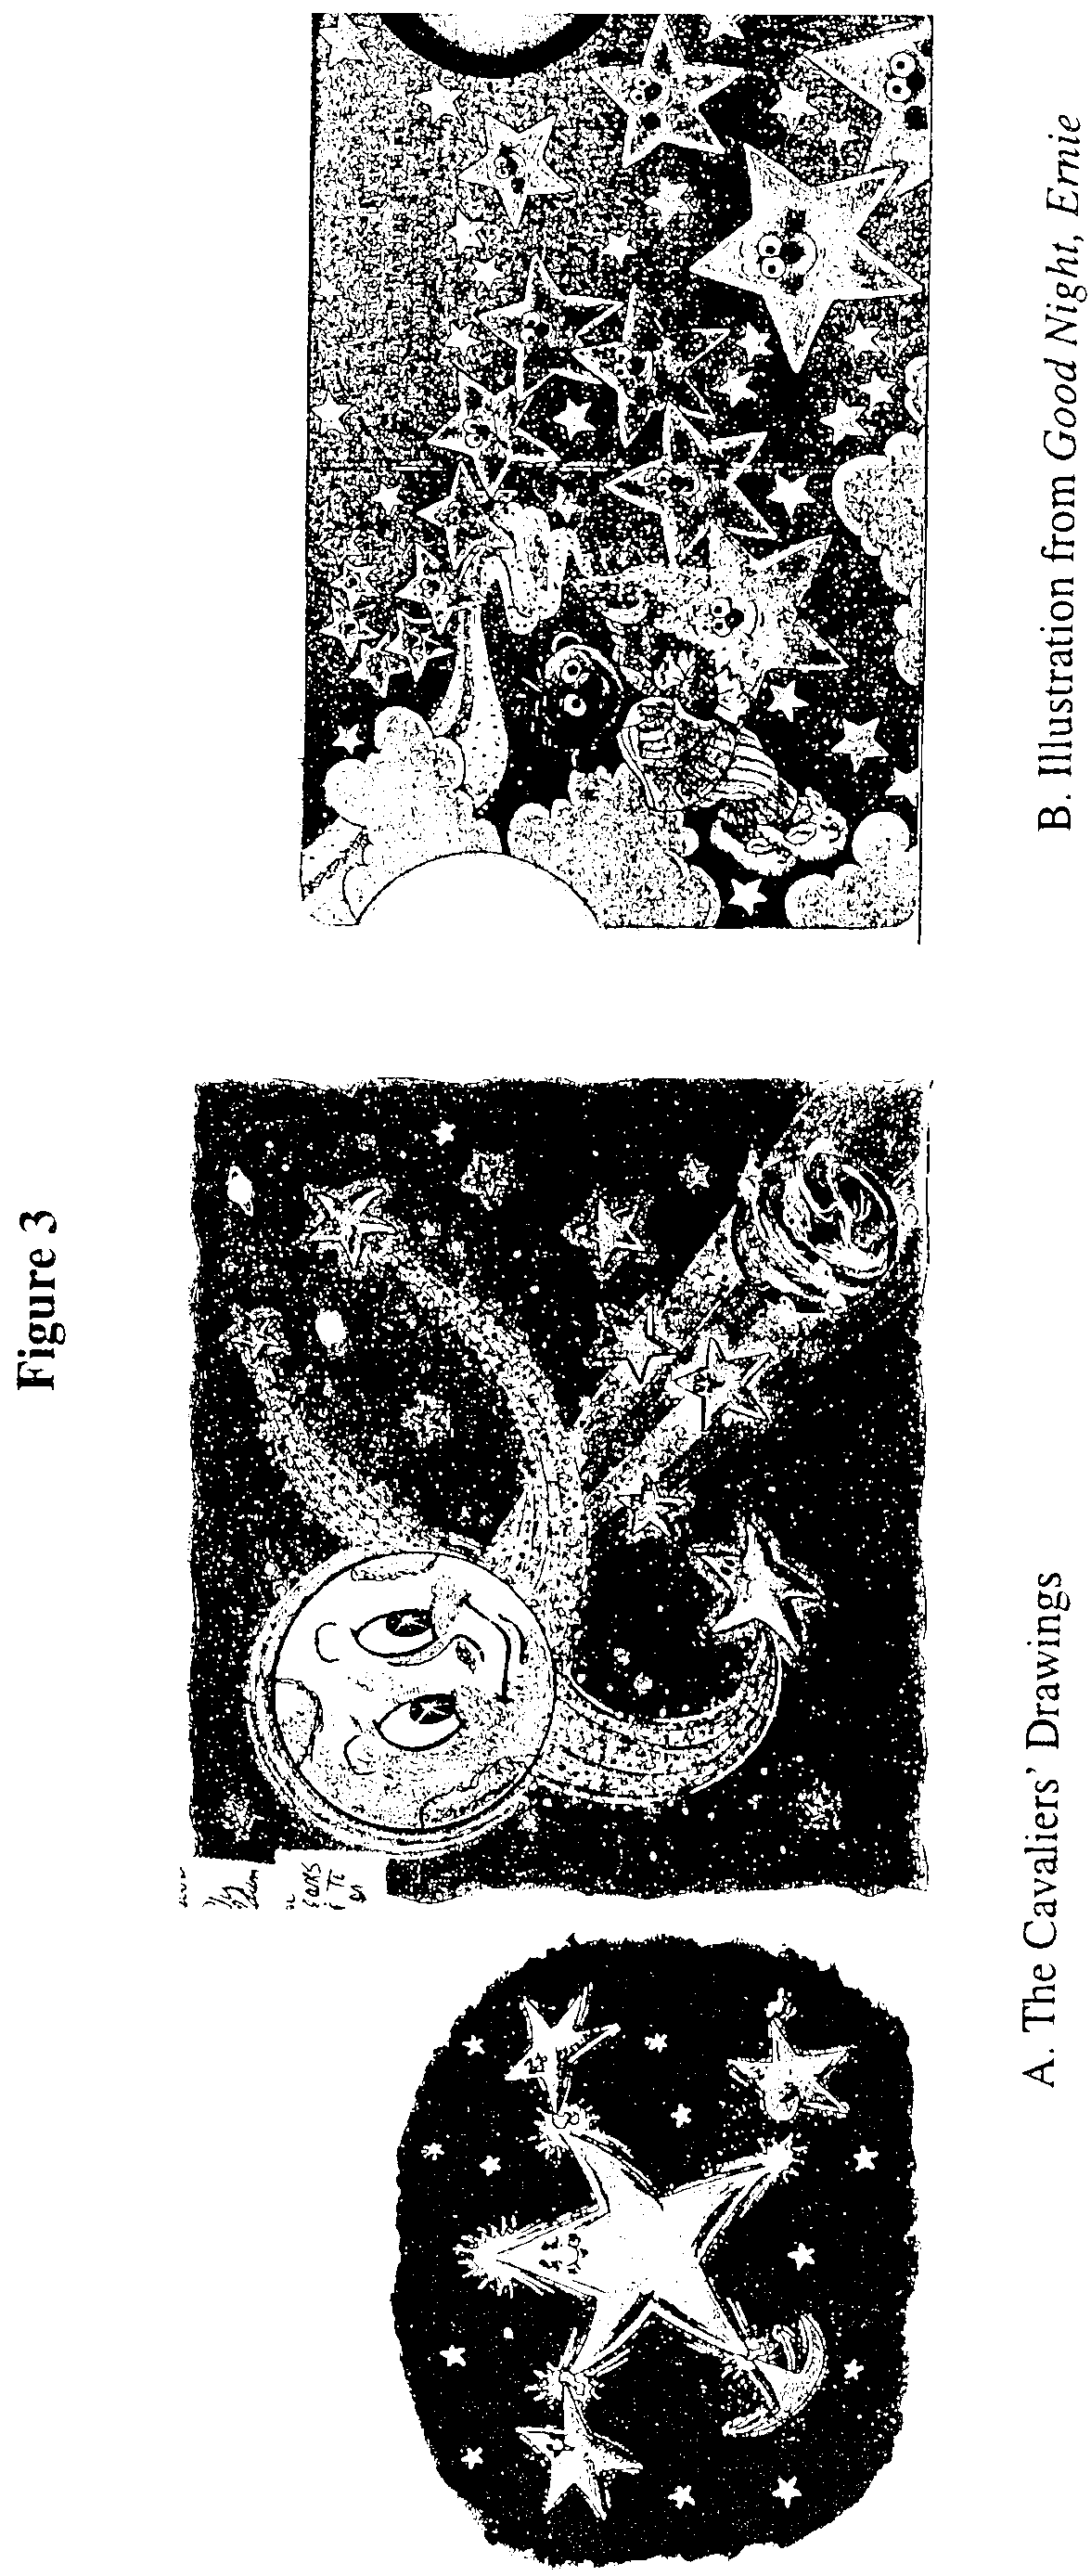 Figure 3
A. The Cavaliers' Drawings
B. Illustration from Good Night, Ernie